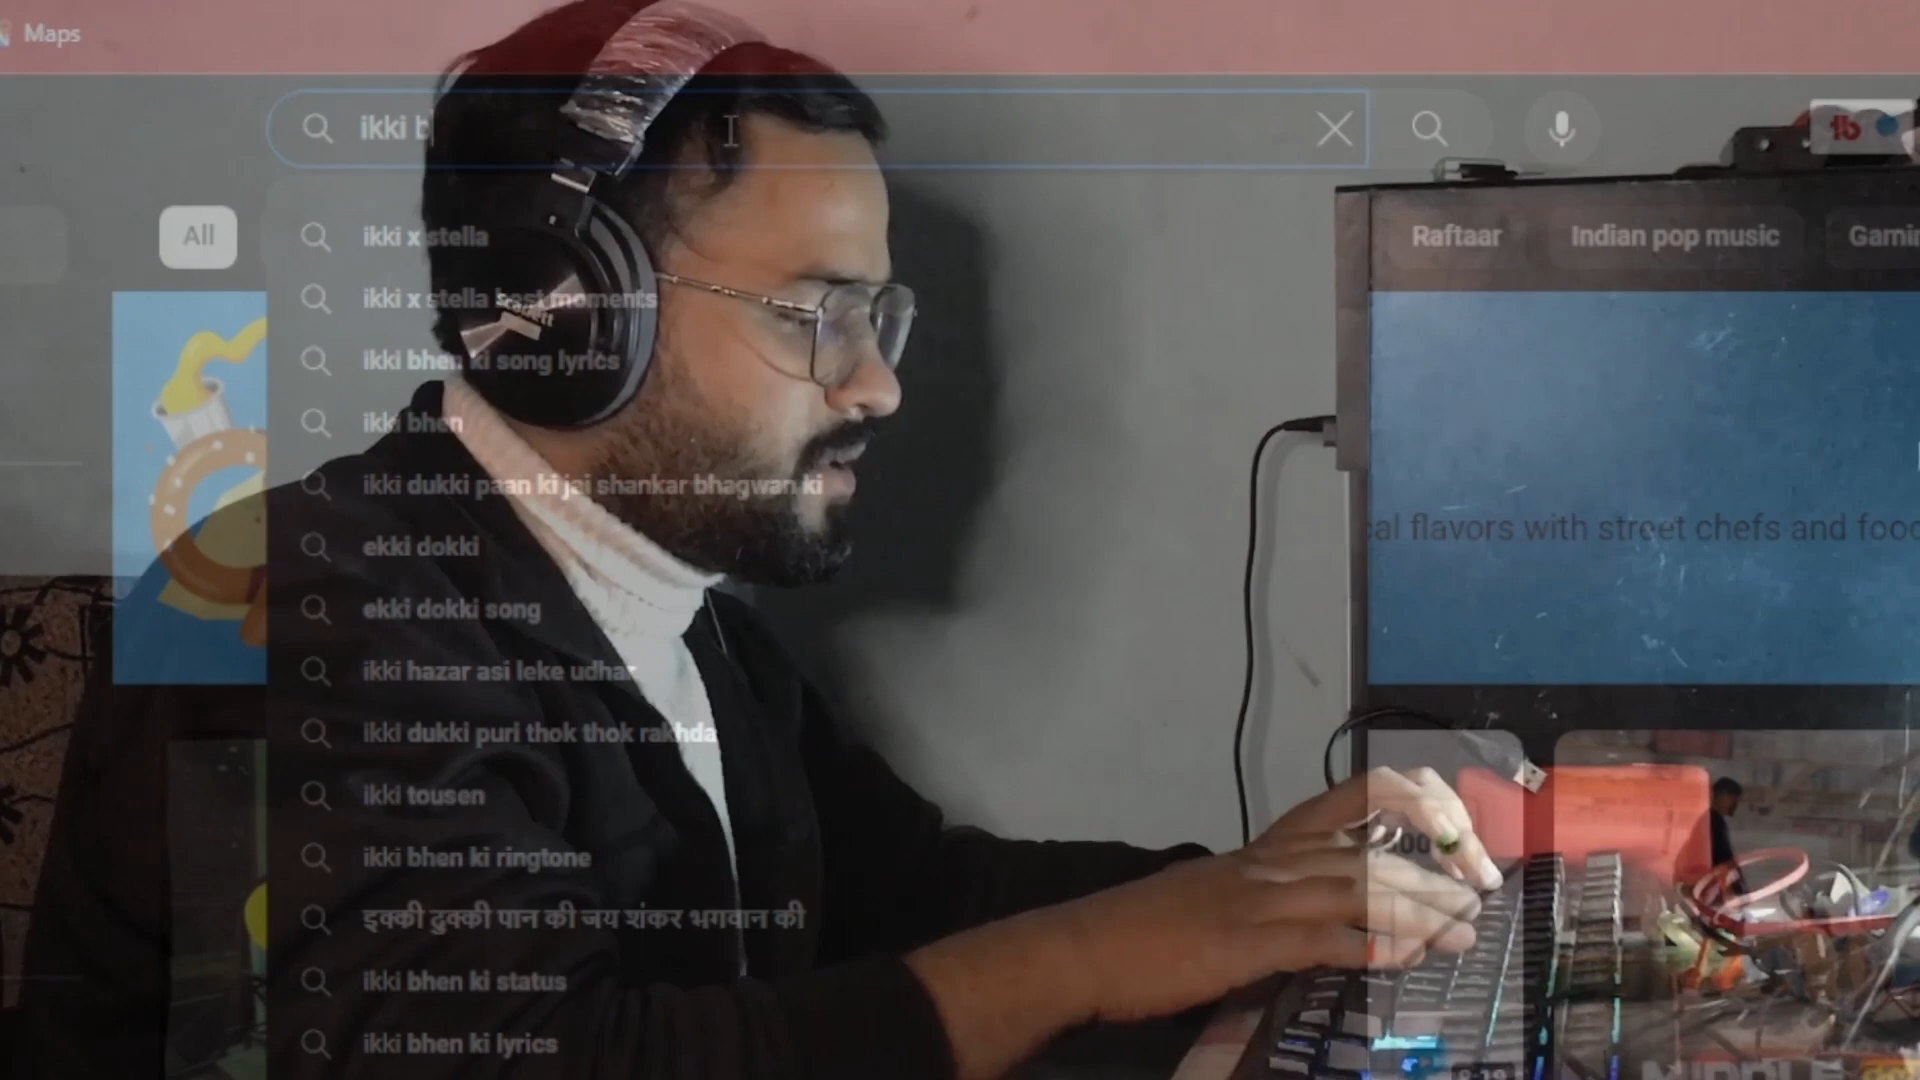 Maps
ikki b
All
Raftaar
Indian pop music
ikki x stella
ikki x stella best moments
ikki bhen ki song lyrics
ikki bhen
ikki dukki paan ki jai shankar bhagwan ki
flavors with street chefs and
ekki dokki
ekki dokki song
ikki hazar asi leke udhar
ikki dukki puri thok thok rakhda
ikki tousen
ikki bhen ki ringtone
इक्की दुक्की पान की जय शंकर भगवान की
ikki bhen ki status
ikki bhen ki lyrics